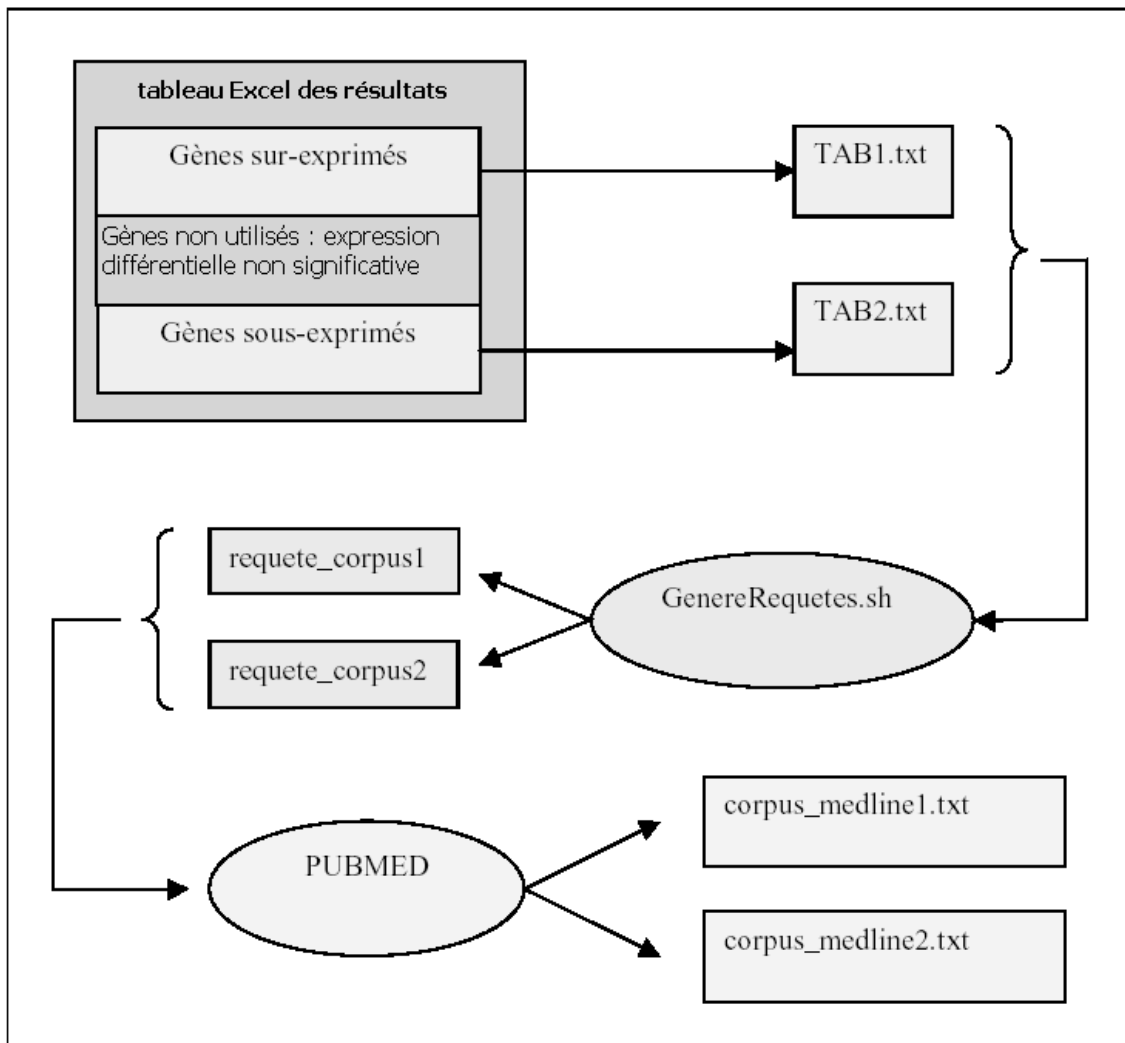 tableau Excel des résultats
Gènes sur-exprimés
TAB1.txt
Gènes non utilisés : expression
différentielle non significative
Gènes sous-exprimés
TAB2.txt
requete_corpus1
GenereRequetes.sh
requete_corpus2
corpus_medline1.txt
PUBMED
corpus_medline2.txt